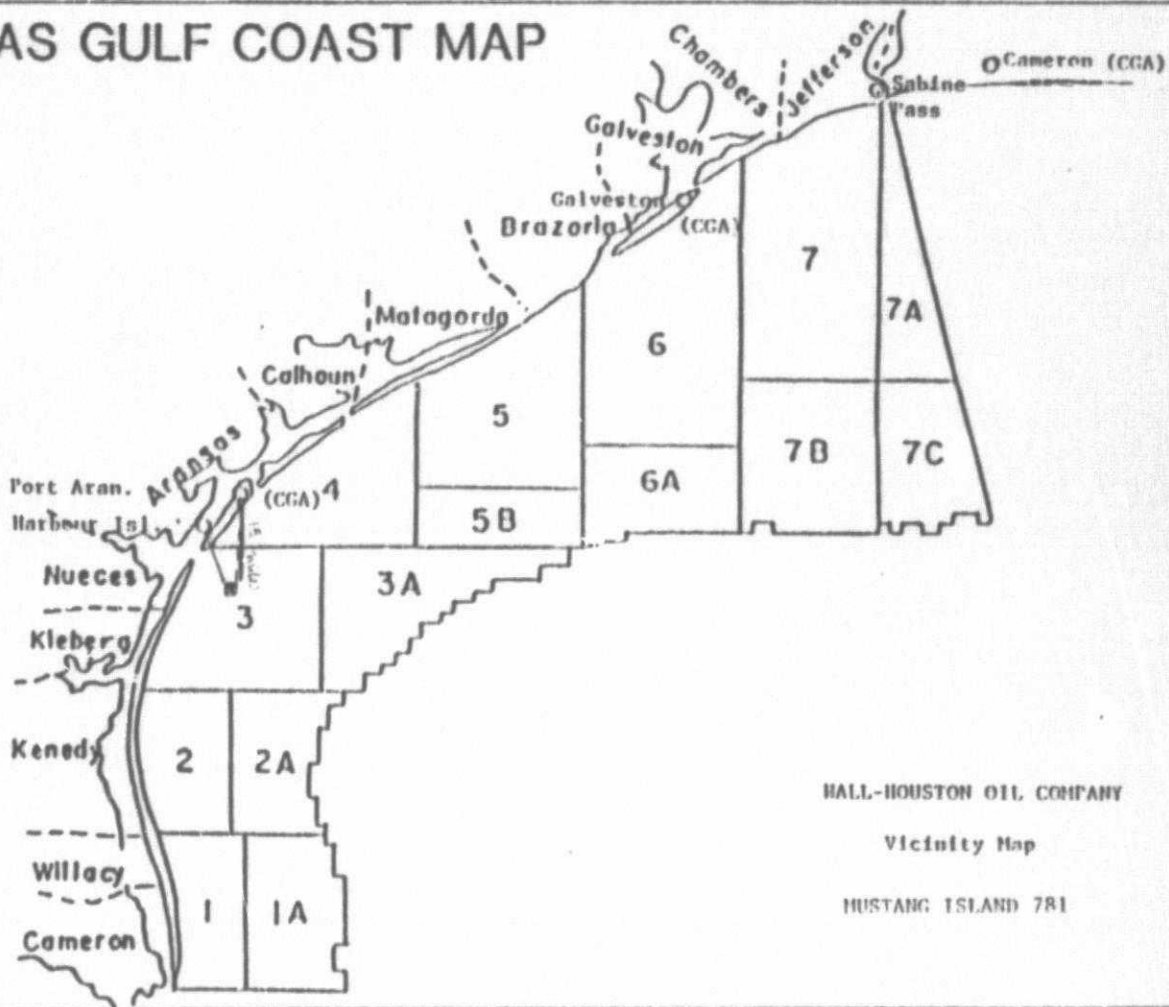 AS GULF COAST MAP
Chambers
Jefferson
Cameron (CGA)
Sabine
Pass
Galveston
Galveston
Brazoria
(CGA)
7
7A
6
Matagorda
Calhoun
5
7B
7C
6A
Aransas
Port Aran.
(CGA)
4
5B
Harbour Isl.
Nueces
3A
3
Kleberg
Kenedy
2
2A
HALL-HOUSTON OIL COMPANY
Vicinity Map
Willacy
1
1A
MUSTANG ISLAND 781
Cameron